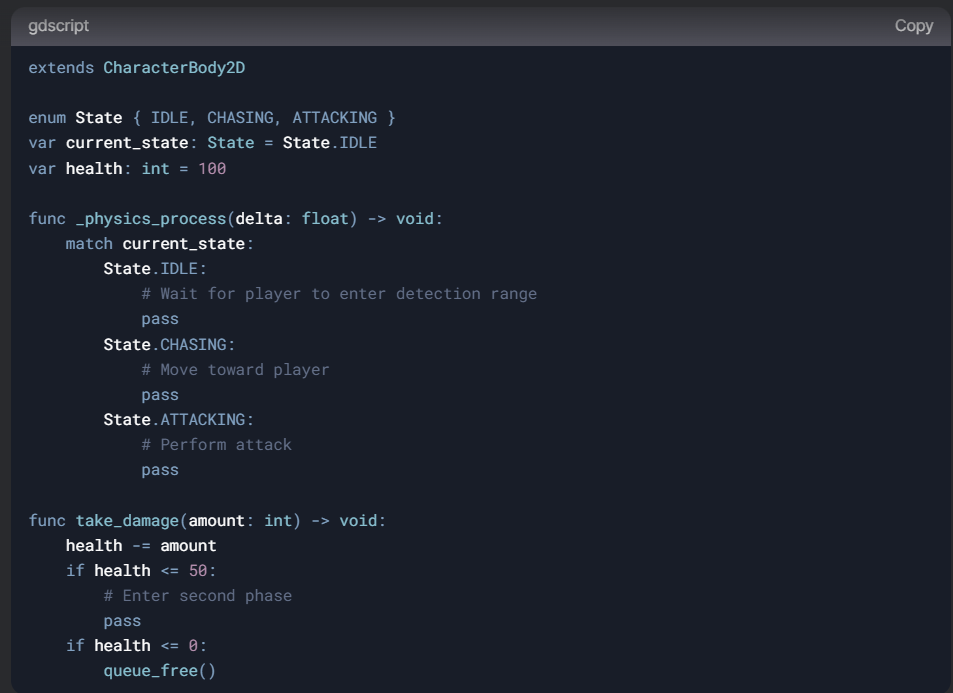 gdscript
Copy
extends CharacterBody2D

enum State { IDLE, CHASING, ATTACKING }
var current_state: State = State.IDLE
var health: int = 100

func _physics_process(delta: float) -> void:
    match current_state:
        State.IDLE:
            # Wait for player to enter detection range
            pass
        State.CHASING:
            # Move toward player
            pass
        State.ATTACKING:
            # Perform attack
            pass

func take_damage(amount: int) -> void:
    health -= amount
    if health <= 50:
        # Enter second phase
        pass
    if health <= 0:
        queue_free()